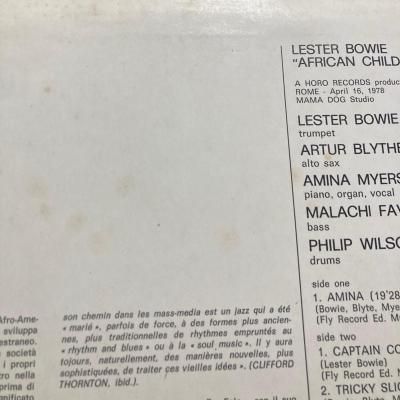 LESTER BOWIE
"AFRICAN CHILD
A HORO RECORDS produc
ROME - April 16, 1978
MAMA DOG Studio
LESTER BOWIE
trumpet
ARTUR BLYTHE
alto sax
AMINA MYERS
piano, organ, vocal
MALACHI FAV
bass
PHILIP WILSO
drums
side one
1. AMINA (19'28
(Bowie, Blyte, Myer
(Fly Record Ed. M
side two
1. CAPTAIN CO
(Lester Bowie)
(Fly Record Ed. Mu
2. TRICKY SLIC
Afro-Ame-
sviluppa
estraneo.
società
i propri
ro nella
prima di
gnificato
son chemin dans les mass-media est un jazz qui a été
« marié », parfois de force, à des formes plus ancien-
nes, plus traditionnelles de rhythmes empruntés au
« rhythm and blues » ou à la « soul music ». Il y aura
toujours, naturellement, des manières nouvelles, plus
sophistiquées, de traiter ces vieilles idées ». (CLIFFORD
THORNTON, ibid.).